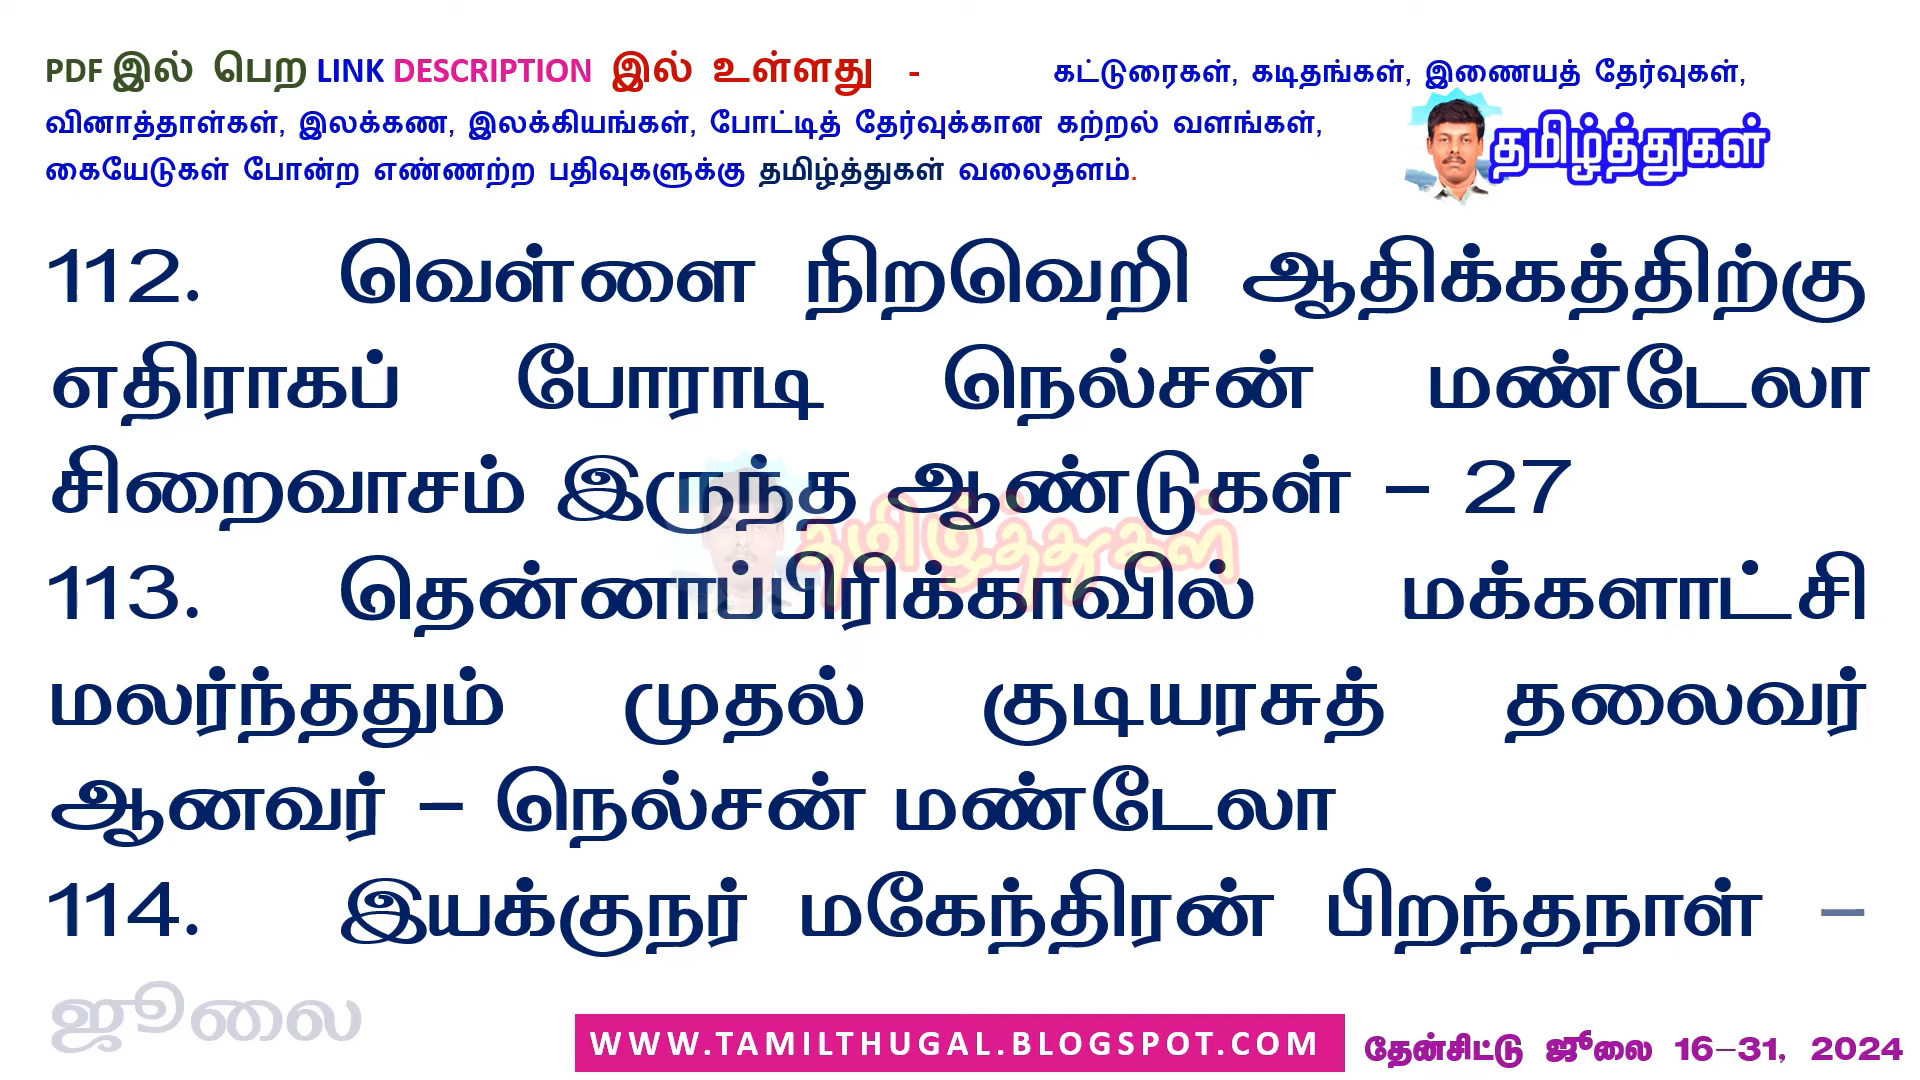 PDF இல் பெற LINK DESCRIPTION இல் உள்ளது - கட்டுரைகள், கடிதங்கள், இணையத் தேர்வுகள்,
வினாத்தாள்கள், இலக்கண, இலக்கியங்கள், போட்டித் தேர்வுக்கான கற்றல் வளங்கள்,
கையேடுகள் போன்ற எண்ணற்ற பதிவுகளுக்கு தமிழ்த்துகள் வலைதளம்.
தமிழ்த்துகள்
112. வெள்ளை நிறவெறி ஆதிக்கத்திற்கு
எதிராகப் போராடி நெல்சன் மண்டேலா
சிறைவாசம் இருந்த ஆண்டுகள் – 27
தமிழ்த்துகள்
113. தென்னாப்பிரிக்காவில் மக்களாட்சி
மலர்ந்ததும் முதல் குடியரசுத் தலைவர்
ஆனவர் – நெல்சன் மண்டேலா
114. இயக்குநர் மகேந்திரன் பிறந்தநாள் –
ஜூலை
WWW.TAMILTHUGAL.BLOGSPOT.COM
தேன்சிட்டு ஜூலை 16-31, 2024